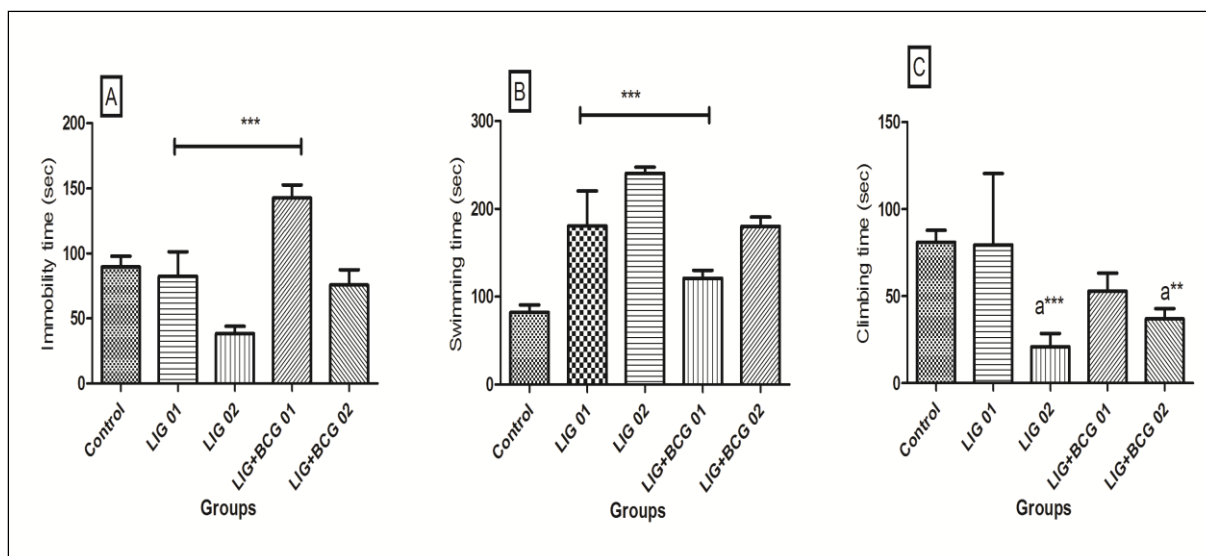 A
Immobility time (sec)
200
150
100
50
0
***
Control
LIG 01
LIG 02
LIG+BCG 01
LIG+BCG 02
Groups
B
Swimming time (sec)
300
200
100
0
***
Control
LIG 01
LIG 02
LIG+BCG 01
LIG+BCG 02
Groups
C
Climbing time (sec)
150
100
50
0
a***
a**
Control
LIG 01
LIG 02
LIG+BCG 01
LIG+BCG 02
Groups